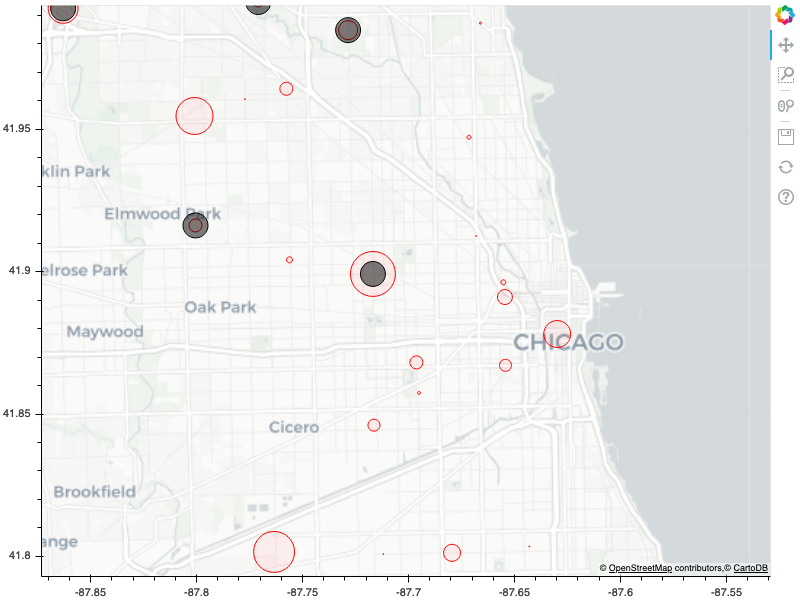 41.95
klin Park
Elmwood Park
41.9
elrose Park
Oak Park
Maywood
CHICAGO
41.85
Cicero
Brookfield
ange
41.8
© OpenStreetMap contributors,© CartoDB
-87.85
-87.8
-87.75
-87.7
-87.65
-87.6
-87.55